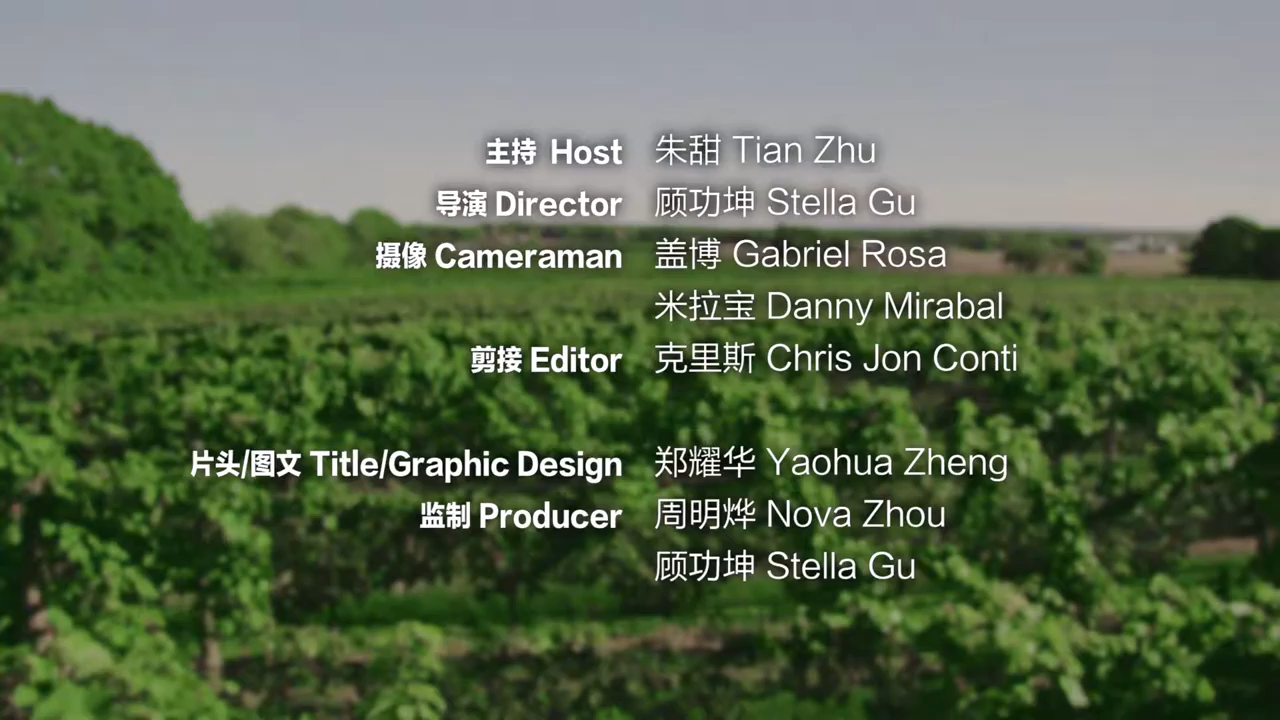 主持 Host 朱甜 Tian Zhu
导演 Director 顾功坤 Stella Gu
摄像 Cameraman 盖博 Gabriel Rosa
米拉宝 Danny Mirabal
剪接 Editor 克里斯 Chris Jon Conti
片头/图文 Title/Graphic Design 郑耀华 Yaohua Zheng
监制 Producer 周明烨 Nova Zhou
顾功坤 Stella Gu